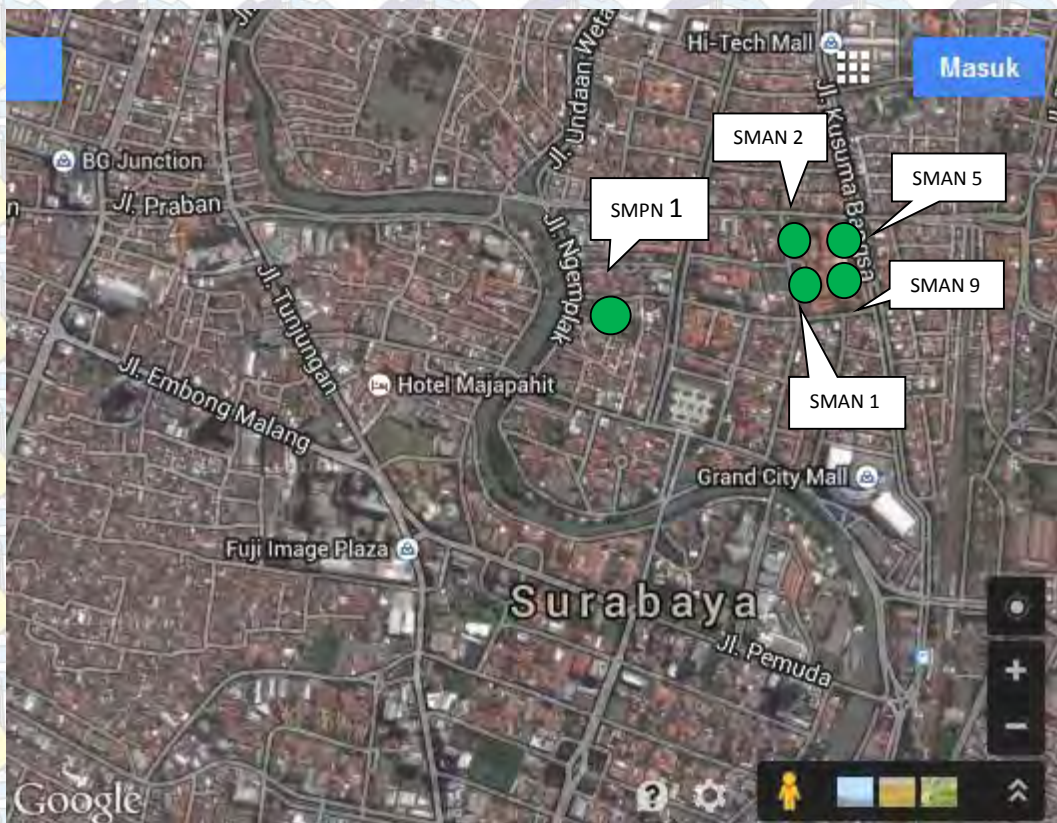 Hi-Tech Mall
Masuk
Jl. Undaan Weta
Jl. Kusuma Bangsa
SMAN 2
BG Junction
SMAN 5
Jl. Praban
SMPN 1
Jl. Ngemplak
SMAN 9
Jl. Tunjungan
Hotel Majapahit
Jl. Embong Malang
SMAN 1
Grand City Mall
Fuji Image Plaza
Surabaya
Jl. Pemuda
Google